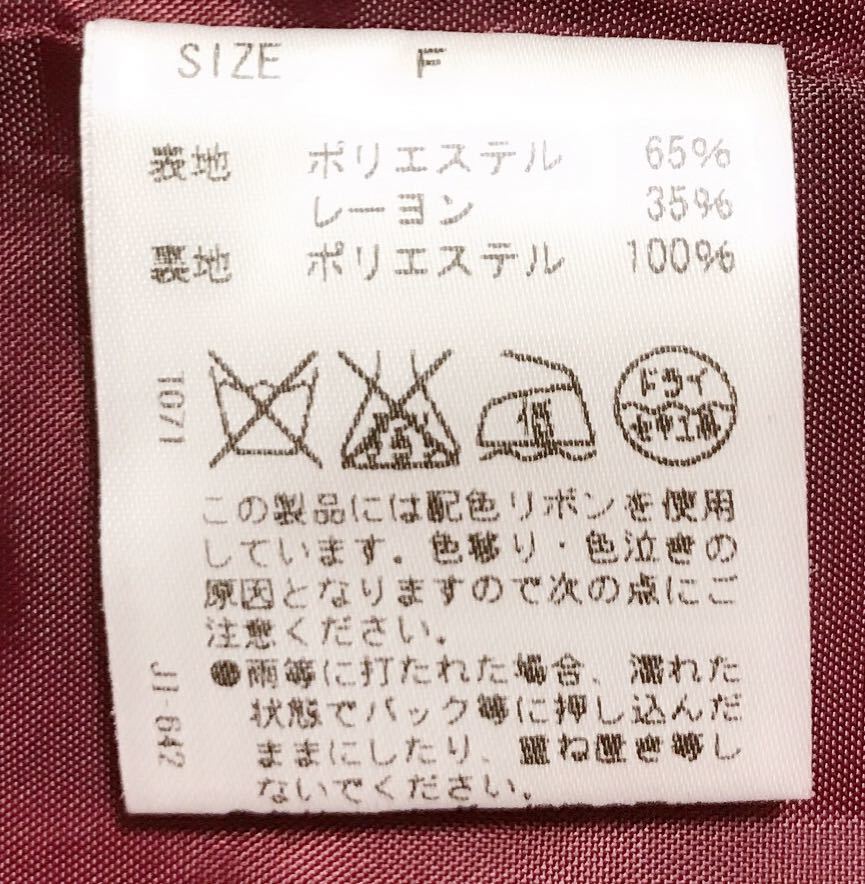 SIZE F
表地 ポリエステル 65%
レーヨン 35%
裏地 ポリエステル 100%
T071
低
ドライ
セキユ系
この製品には配色リボンを使用
しています。色移り・色泣きの
原因となりますので次の点にご
注意ください。
●雨等に打たれた場合、濡れた
状態でバック等に押し込んだ
ままにしたり、重ね置き等し
ないでください。
J1-642